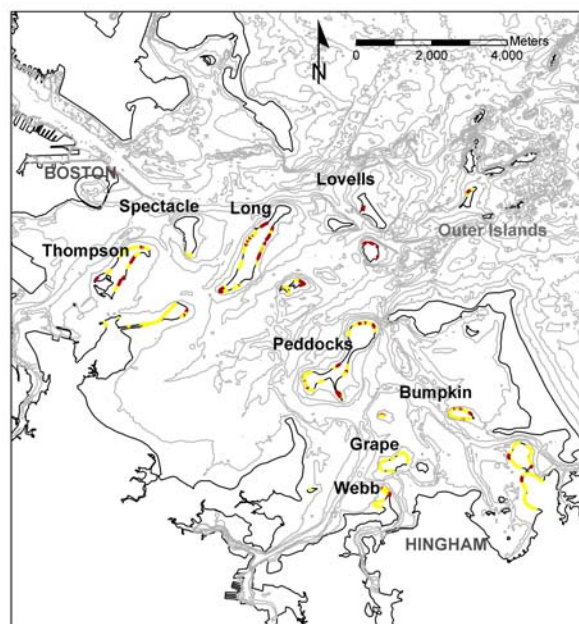 Meters
0 2,000 4,000
N
Lovells
BOSTON
Spectacle
Long
Outer Islands
Thompson
Peddocks
Bumpkin
Grape
Webb
HINGHAM